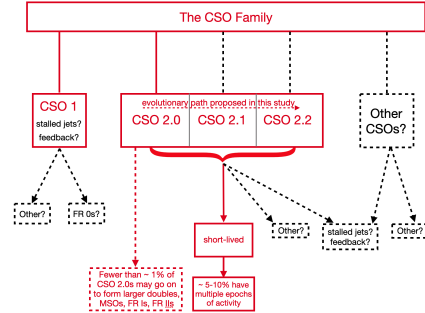 The CSO Family
CSO 1
stalled jets?
feedback?
evolutionary path proposed in this study
CSO 2.0 CSO 2.1 CSO 2.2
Other
CSOs?
Other?
FR 0s?
short-lived
Other?
stalled jets?
feedback?
Other?
Fewer than ~ 1% of
CSO 2.0s may go on
to form larger doubles,
MSOs, FR Is, FR IIs
~ 5-10% have
multiple epochs
of activity